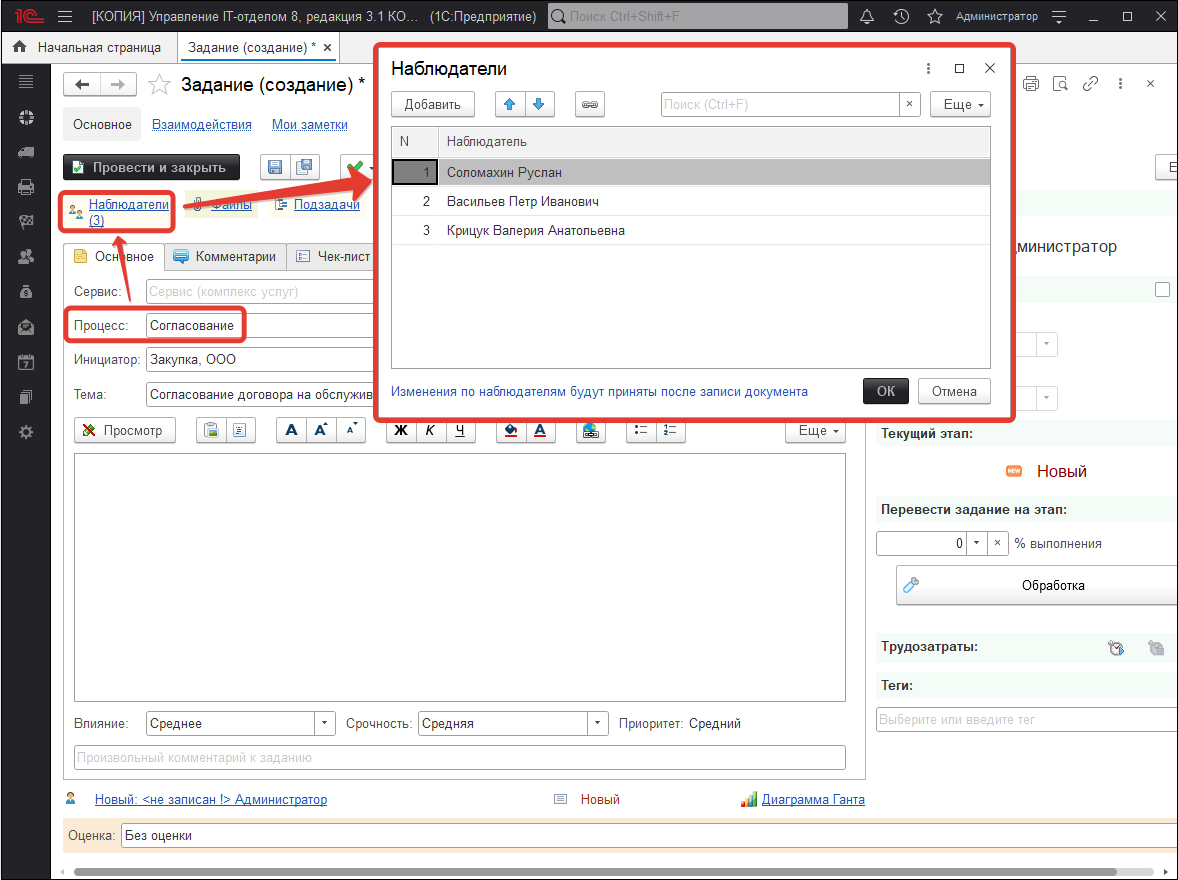 [КОПИЯ] Управление IT-отделом 8, редакция 3.1 КО... (1С:Предприятие)
Поиск Ctrl+Shift+F
Администратор
Начальная страница
Задание (создание) *
Задание (создание) *
Основное
Взаимодействия
Мои заметки
Провести и закрыть
Наблюдатели
(3)
Файлы
Подзадачи
Основное
Комментарии
Чек-лист
Сервис:
Сервис (комплекс услуг)
Процесс:
Согласование
Инициатор:
Закупка, ООО
Тема:
Согласование договора на обслужив
Просмотр
Ж К Ч
Еще
Наблюдатели
Добавить
Поиск (Ctrl+F)
Еще
N Наблюдатель
1 Соломахин Руслан
2 Васильев Петр Иванович
3 Крицук Валерия Анатольевна
Изменения по наблюдателям будут приняты после записи документа
ОК
Отмена
министратор
Текущий этап:
NEW
Новый
Перевести задание на этап:
0
% выполнения
Обработка
Трудозатраты:
Теги:
Выберите или введите тег
Влияние:
Среднее
Срочность:
Средняя
Приоритет: Средний
Произвольный комментарий к заданию
Новый: <не записан !> Администратор
Новый
Диаграмма Ганта
Оценка:
Без оценки